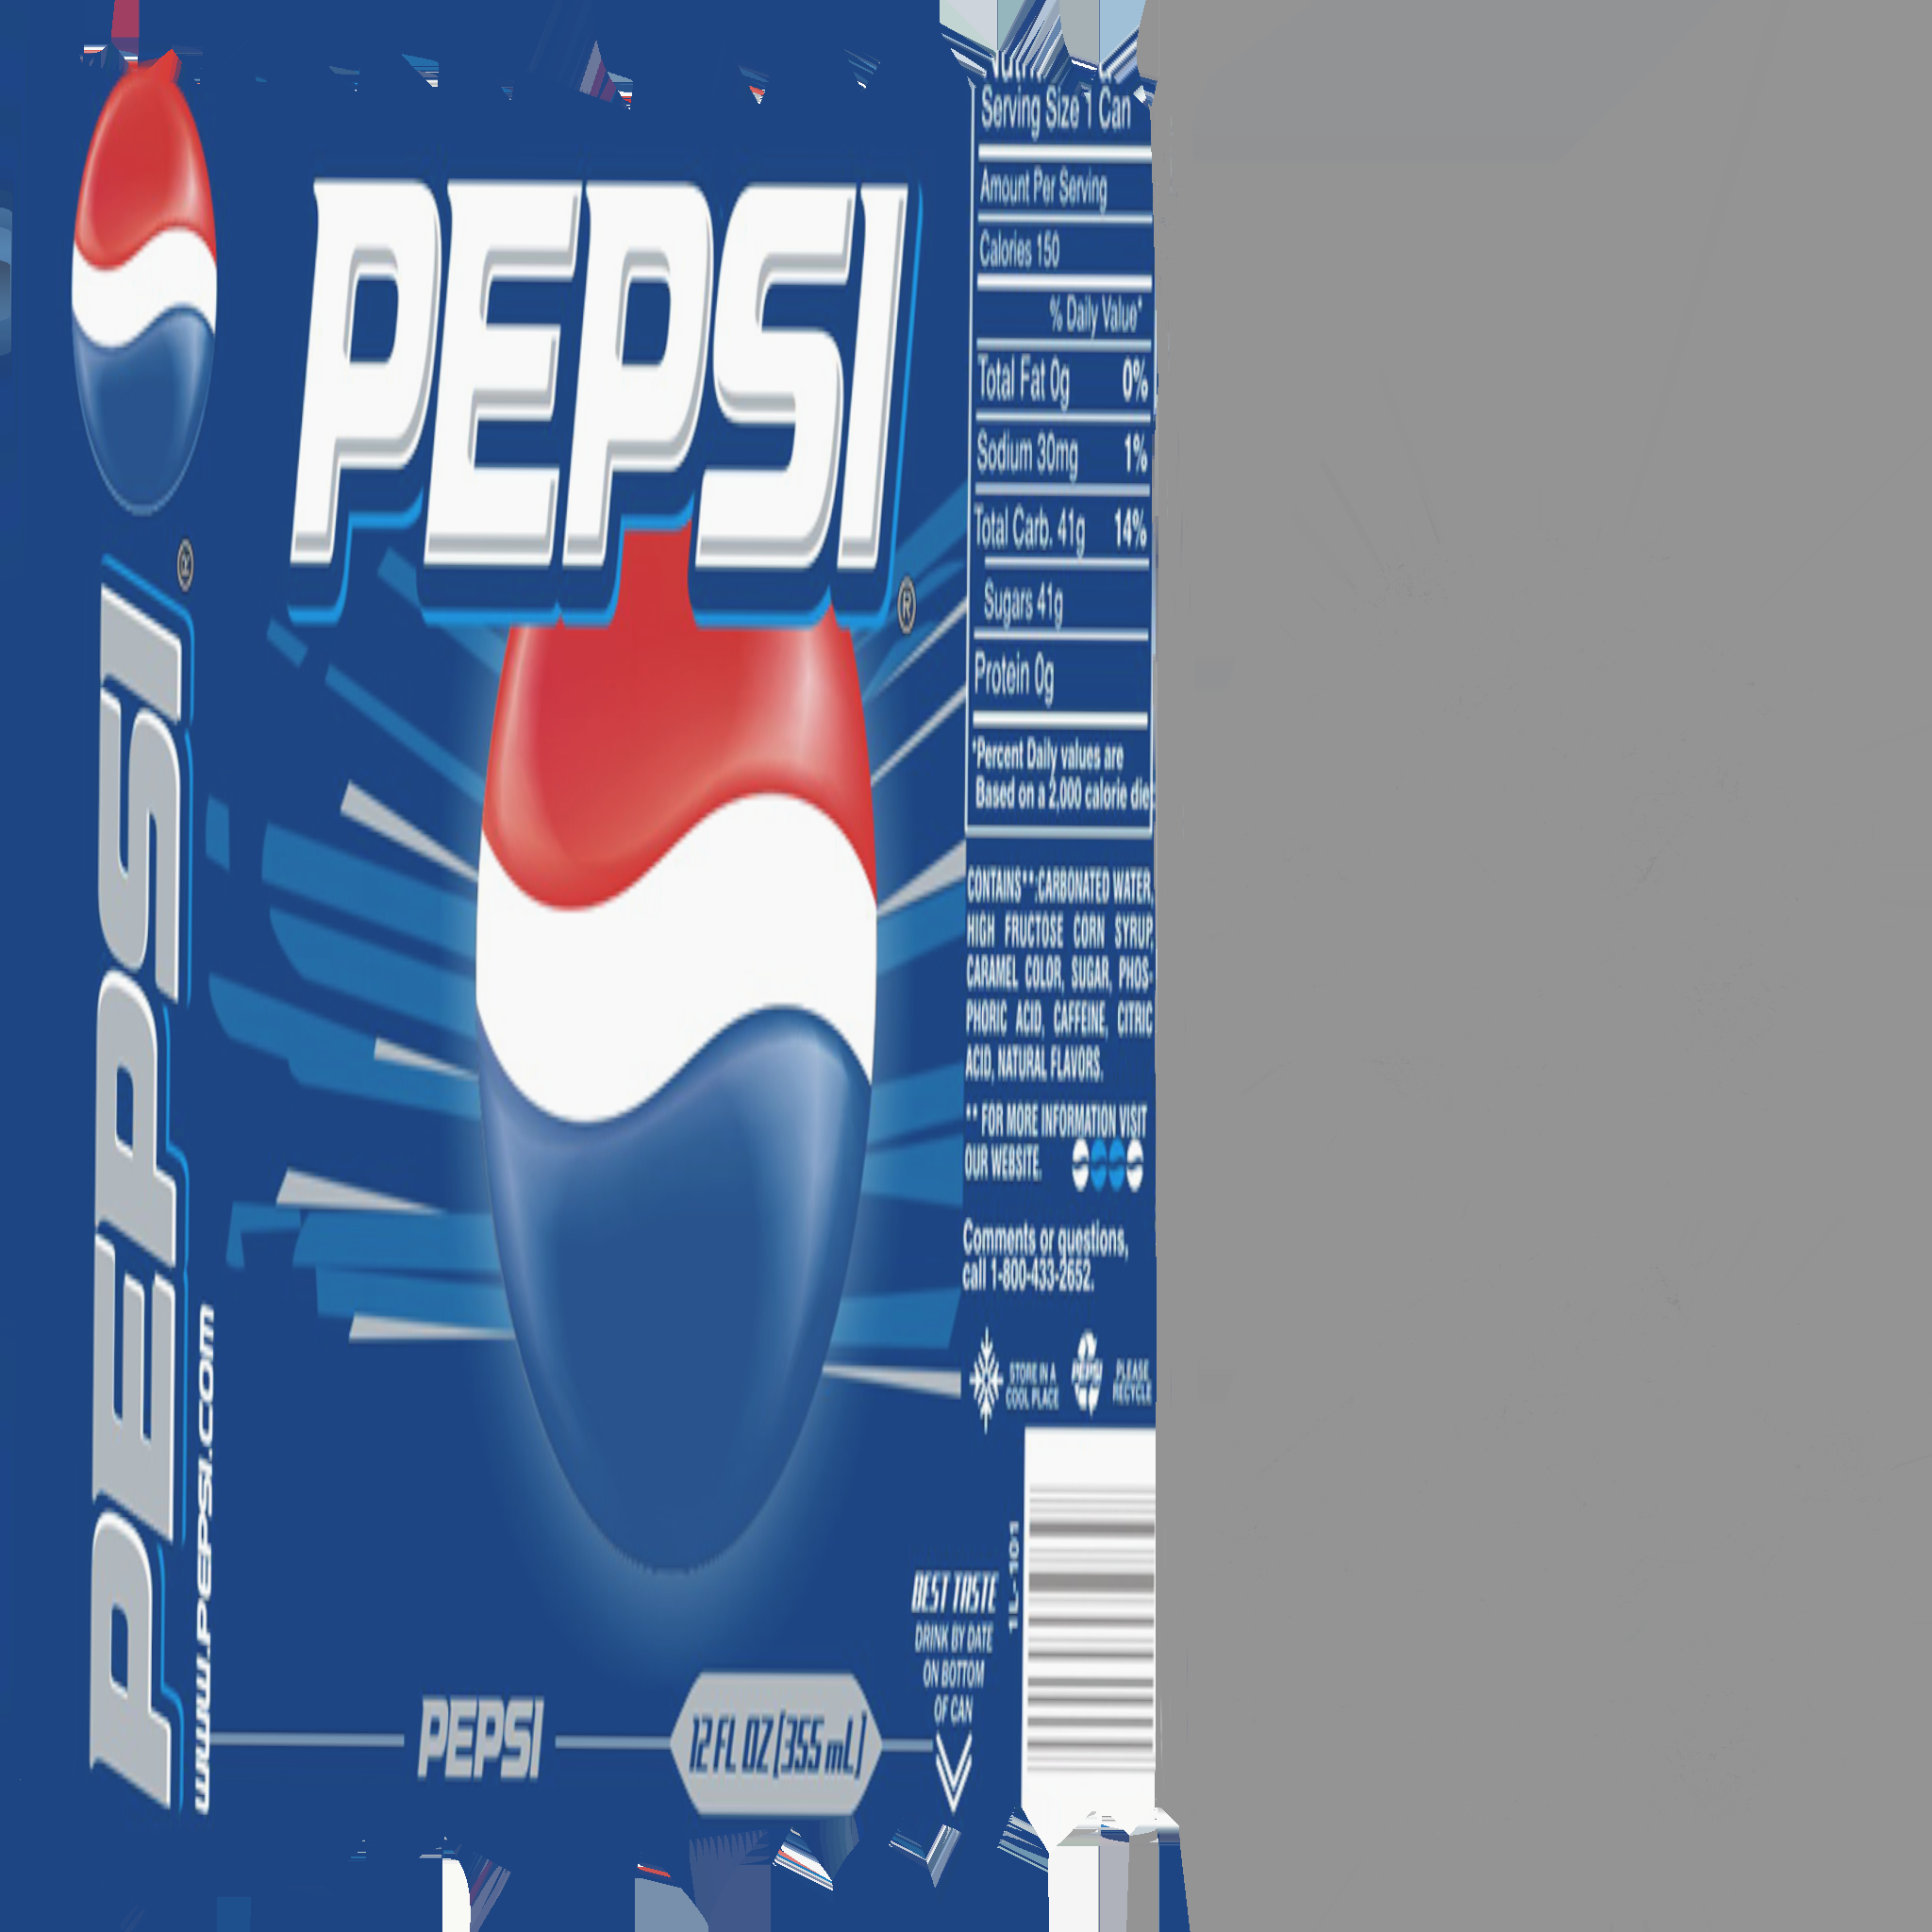 PEPSI
®
www.PEPSI.com
PEPSI
®
PEPSI
12 FL OZ (355 mL)
BEST TASTE
DRINK BY DATE
ON BOTTOM
OF CAN
Serving Size 1 Can
Amount Per Serving
Calories 150
% Daily Value*
Total Fat 0g 0%
Sodium 30mg 1%
Total Carb. 41g 14%
Sugars 41g
Protein 0g
*Percent Daily values are
Based on a 2,000 calorie die
CONTAINS**:CARBONATED WATER,
HIGH FRUCTOSE CORN SYRUP,
CARAMEL COLOR, SUGAR, PHOS-
PHORIC ACID, CAFFEINE, CITRIC
ACID, NATURAL FLAVORS.
** FOR MORE INFORMATION VISIT
OUR WEBSITE.
Comments or questions,
call 1-800-433-2652.
STORE IN A
COOL PLACE
PEPSI
PLEASE
RECYCLE
1L-101